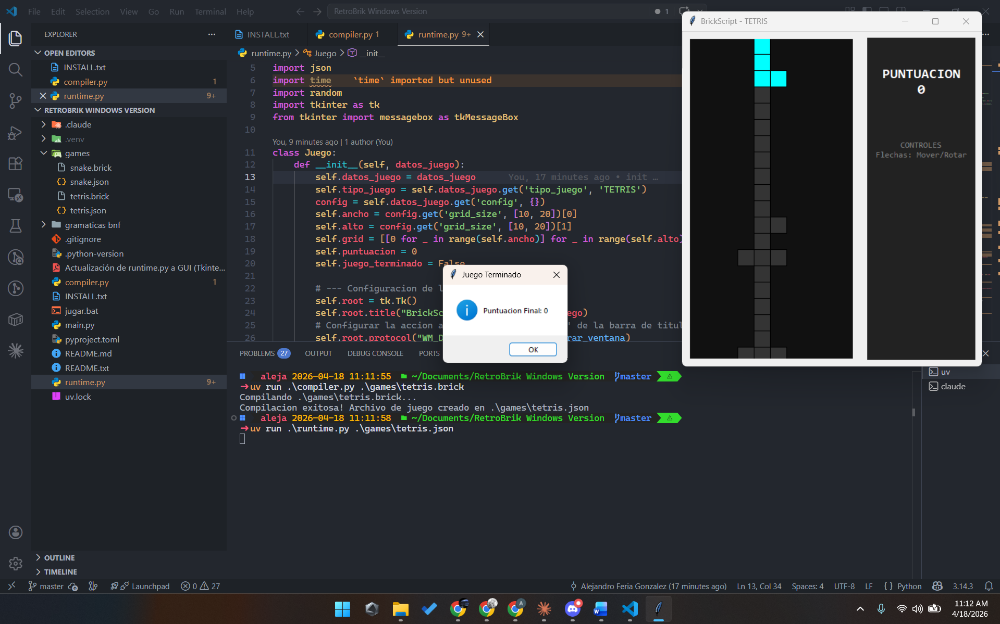 File Edit Selection View Go Run Terminal Help
RetroBrik Windows Version
1
EXPLORER
OPEN EDITORS
INSTALL.txt
compiler.py 1
runtime.py 9+
RETROBRIK WINDOWS VERSION
.claude
.venv
games
snake.brick
snake.json
tetris.brick
tetris.json
gramaticas bnf
.gitignore
.python-version
Actualización de runtime.py a GUI (Tkinte...
compiler.py 1
INSTALL.txt
jugar.bat
main.py
pyproject.toml
README.md
README.txt
runtime.py 9+
uv.lock
OUTLINE
TIMELINE
INSTALL.txt compiler.py 1 runtime.py 9+
runtime.py > Juego > __init__
5 import json
6 import time `time` imported but unused
7 import random
8 import tkinter as tk
9 from tkinter import messagebox as tkMessageBox
10
You, 9 minutes ago | 1 author (You)
11 class Juego:
12 def __init__(self, datos_juego):
13 self.datos_juego = datos_juego You, 17 minutes ago • init …
14 self.tipo_juego = self.datos_juego.get('tipo_juego', 'TETRIS')
15 config = self.datos_juego.get('config', {})
16 self.ancho = config.get('grid_size', [10, 20])[0]
17 self.alto = config.get('grid_size', [10, 20])[1]
18 self.grid = [[0 for _ in range(self.ancho)] for _ in range(self.alto)
19 self.puntuacion = 0
20 self.juego_terminado = False
21
22 # --- Configuracion de l
23 self.root = tk.Tk()
24 self.root.title("BrickSc ego)
25 # Configurar la accion a ' de la barra de titul
26 self.root.protocol("WM_D rar_ventana)
Juego Terminado
Puntuacion Final: 0
OK
BrickScript - TETRIS
PUNTUACION
0
CONTROLES
Flechas: Mover/Rotar
PROBLEMS 27 OUTPUT DEBUG CONSOLE PORTS
aleja 2026-04-18 11:11:55 ~/Documents/RetroBrik Windows Version master
uv run .\compiler.py .\games\tetris.brick
Compilando .\games\tetris.brick...
Compilacion exitosa! Archivo de juego creado en .\games\tetris.json
aleja 2026-04-18 11:11:58 ~/Documents/RetroBrik Windows Version master
uv run .\runtime.py .\games\tetris.json
uv
claude
master Launchpad 0 27
Alejandro Feria Gonzalez (17 minutes ago) Ln 13, Col 34 Spaces: 4 UTF-8 LF {} Python 3.14.3
11:12 AM
4/18/2026